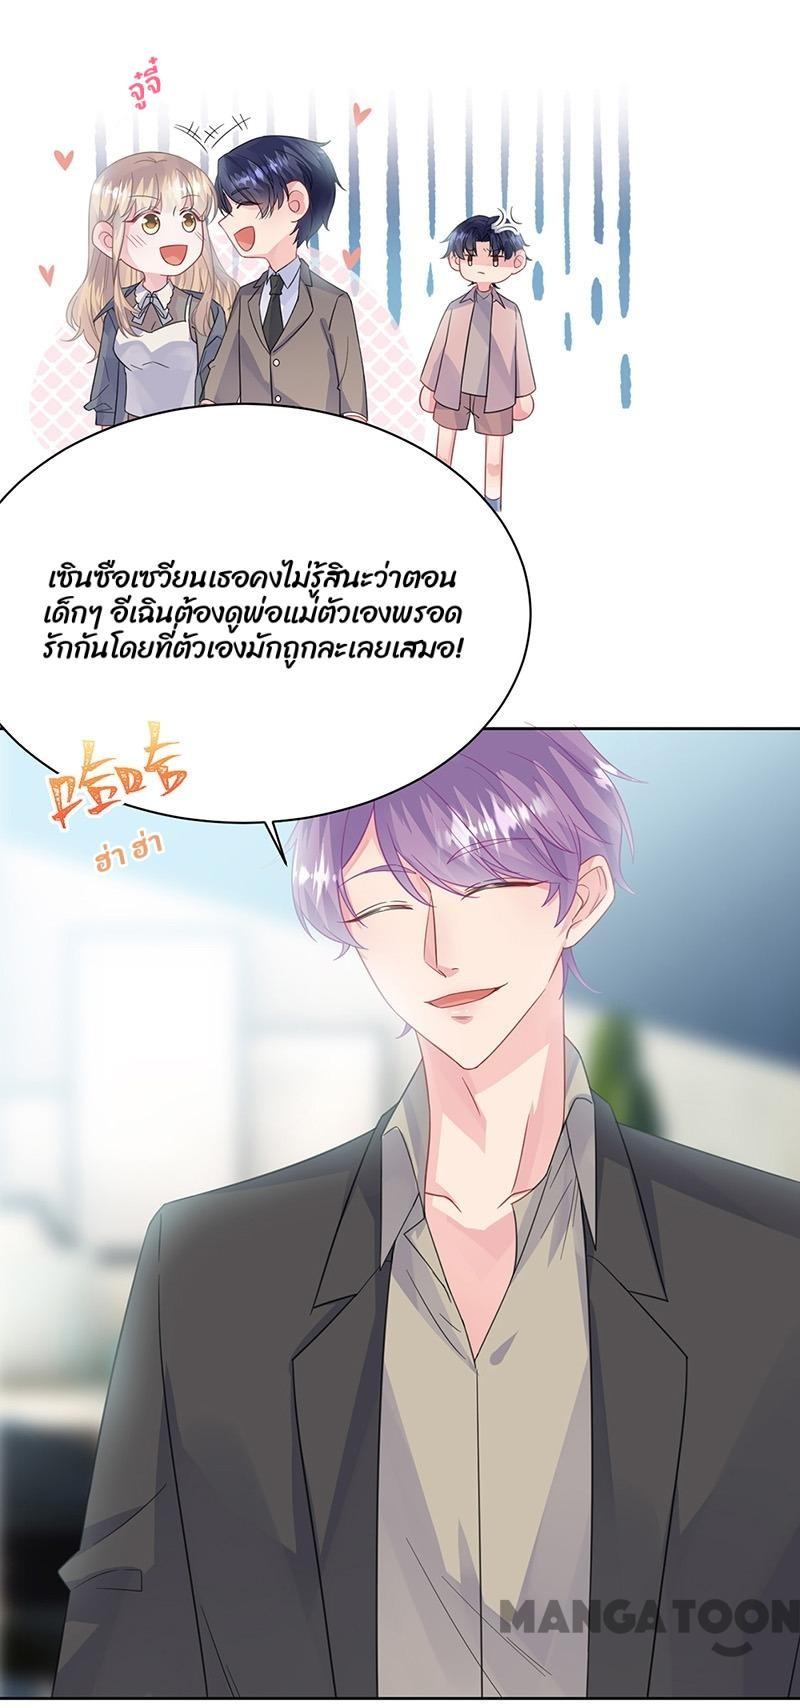 จู๋จี๋
เซินซือเซวียนเธอคงไม่รู้สินะว่าตอน
เด็กๆ อีเฉินต้องดูพ่อแม่ตัวเองพรอด
รักกันโดยที่ตัวเองมักถูกละเลยเสมอ!
哈哈
ฮ่า ฮ่า
MANGATOON